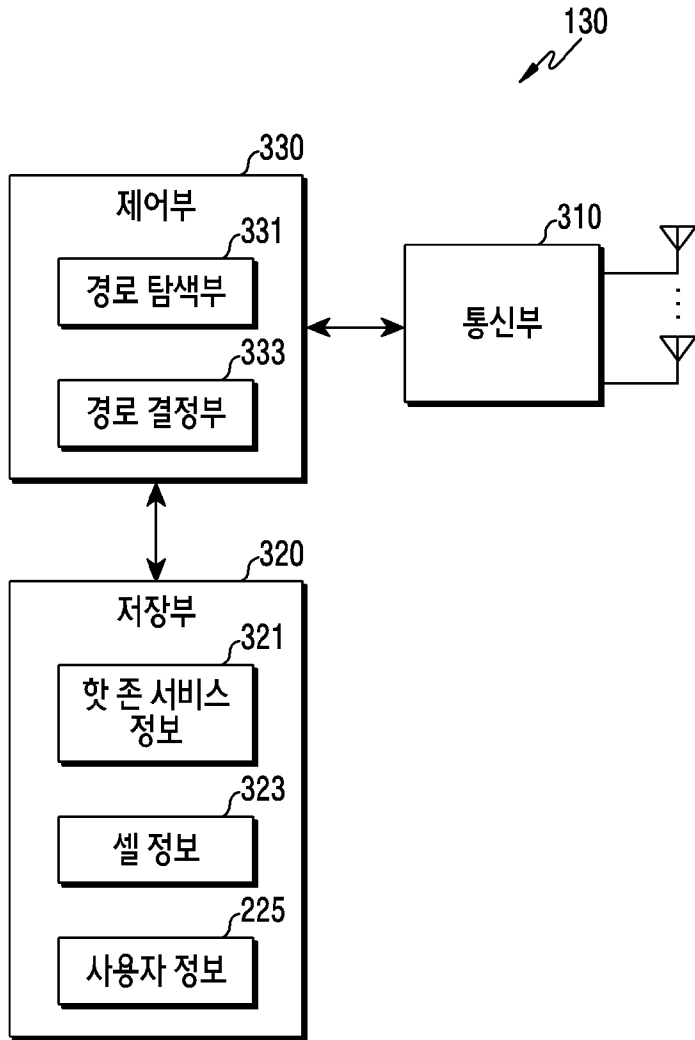 130
330
제어부
331
경로 탐색부
333
경로 결정부
310
통신부
320
저장부
321
핫 존 서비스
정보
323
셀 정보
225
사용자 정보